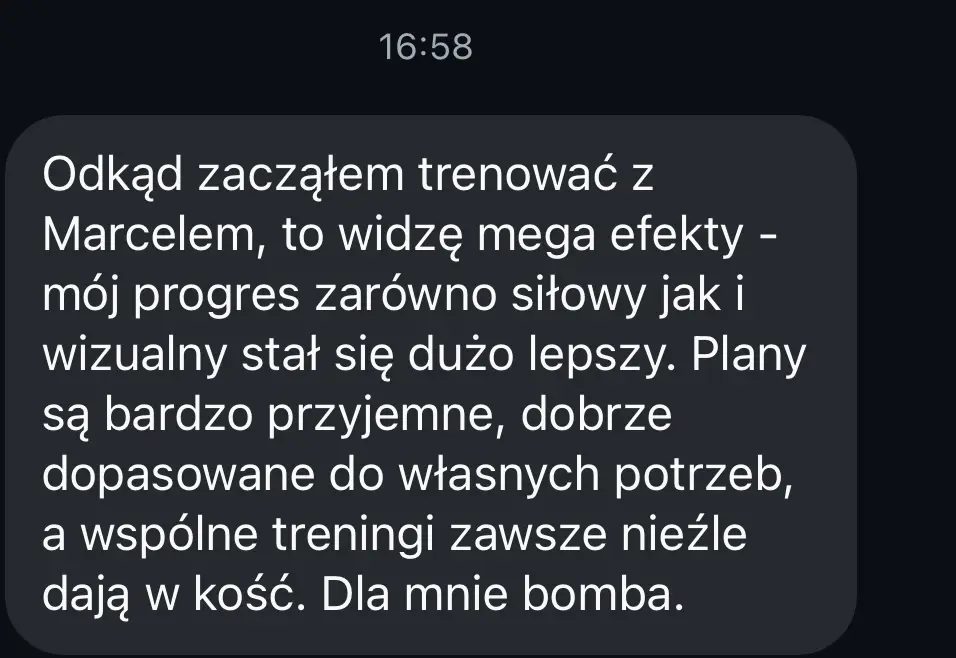 16:58
Odkąd zacząłem trenować z
Marcelem, to widzę mega efekty -
mój progres zarówno siłowy jak i
wizualny stał się dużo lepszy. Plany
są bardzo przyjemne, dobrze
dopasowane do własnych potrzeb,
a wspólne treningi zawsze nieźle
dają w kość. Dla mnie bomba.